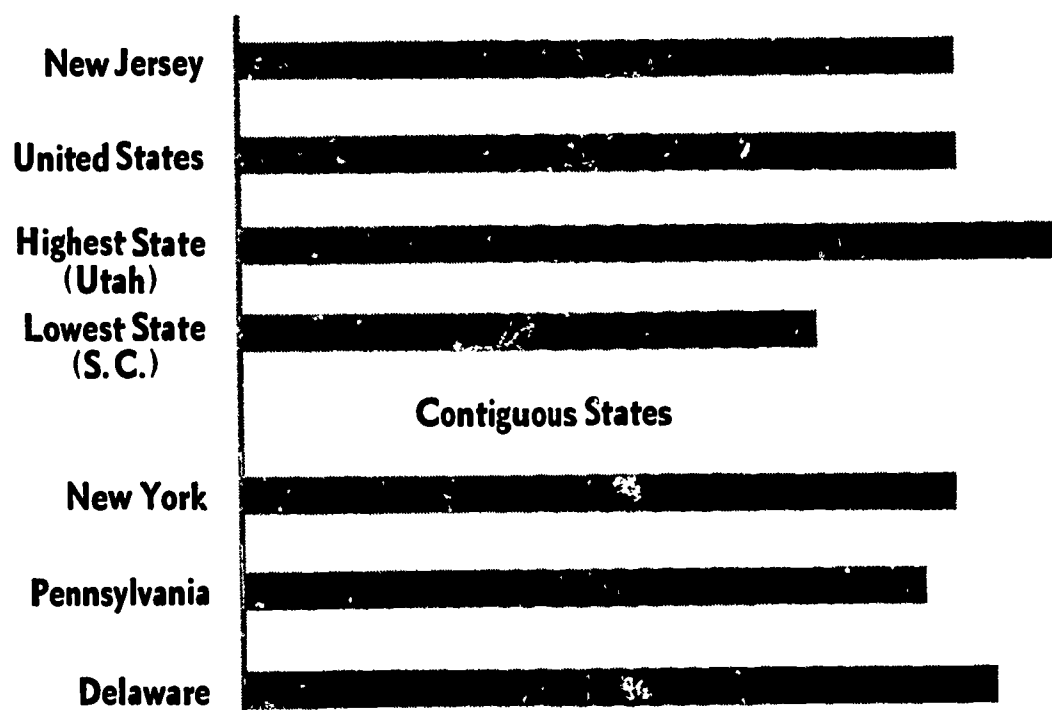 New Jersey
United States
Highest State
(Utah)
Lowest State
(S.C.)
Contiguous States
New York
Pennsylvania
Delaware